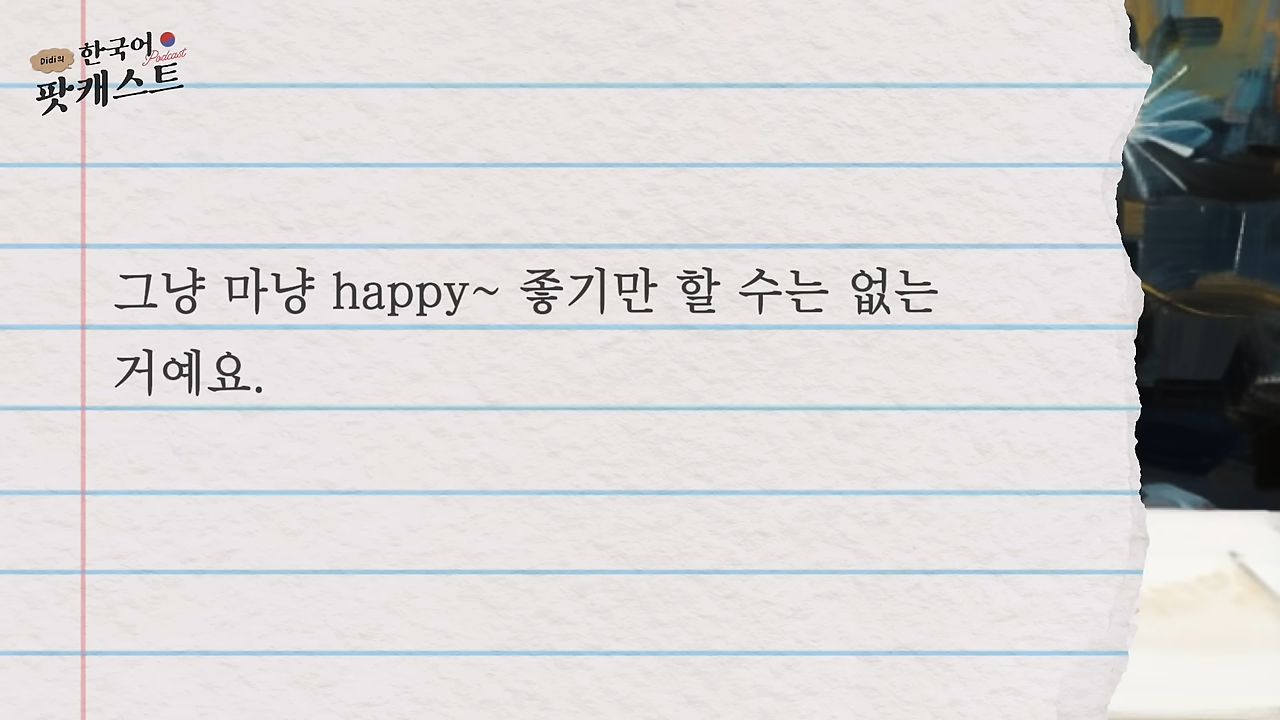 Didi의
한국어
Podcast
팟캐스트
그냥 마냥 happy~ 좋기만 할 수는 없는
거예요.